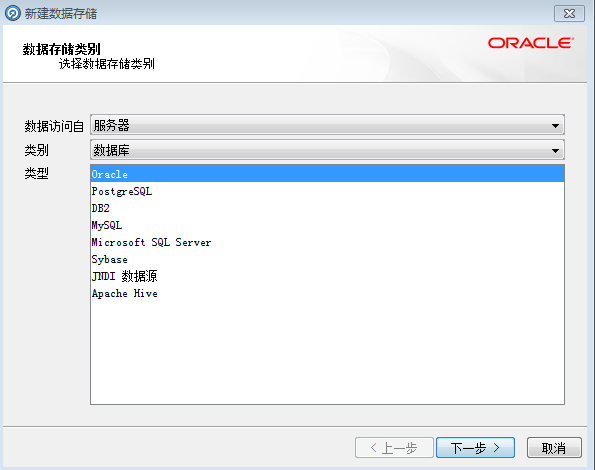 新建数据存储
数据存储类别
选择数据存储类别
ORACLE
数据访问自 服务器
类别 数据库
类型
Oracle
PostgreSQL
DB2
MySQL
Microsoft SQL Server
Sybase
JNDI 数据源
Apache Hive
< 上一步 下一步 > 取消